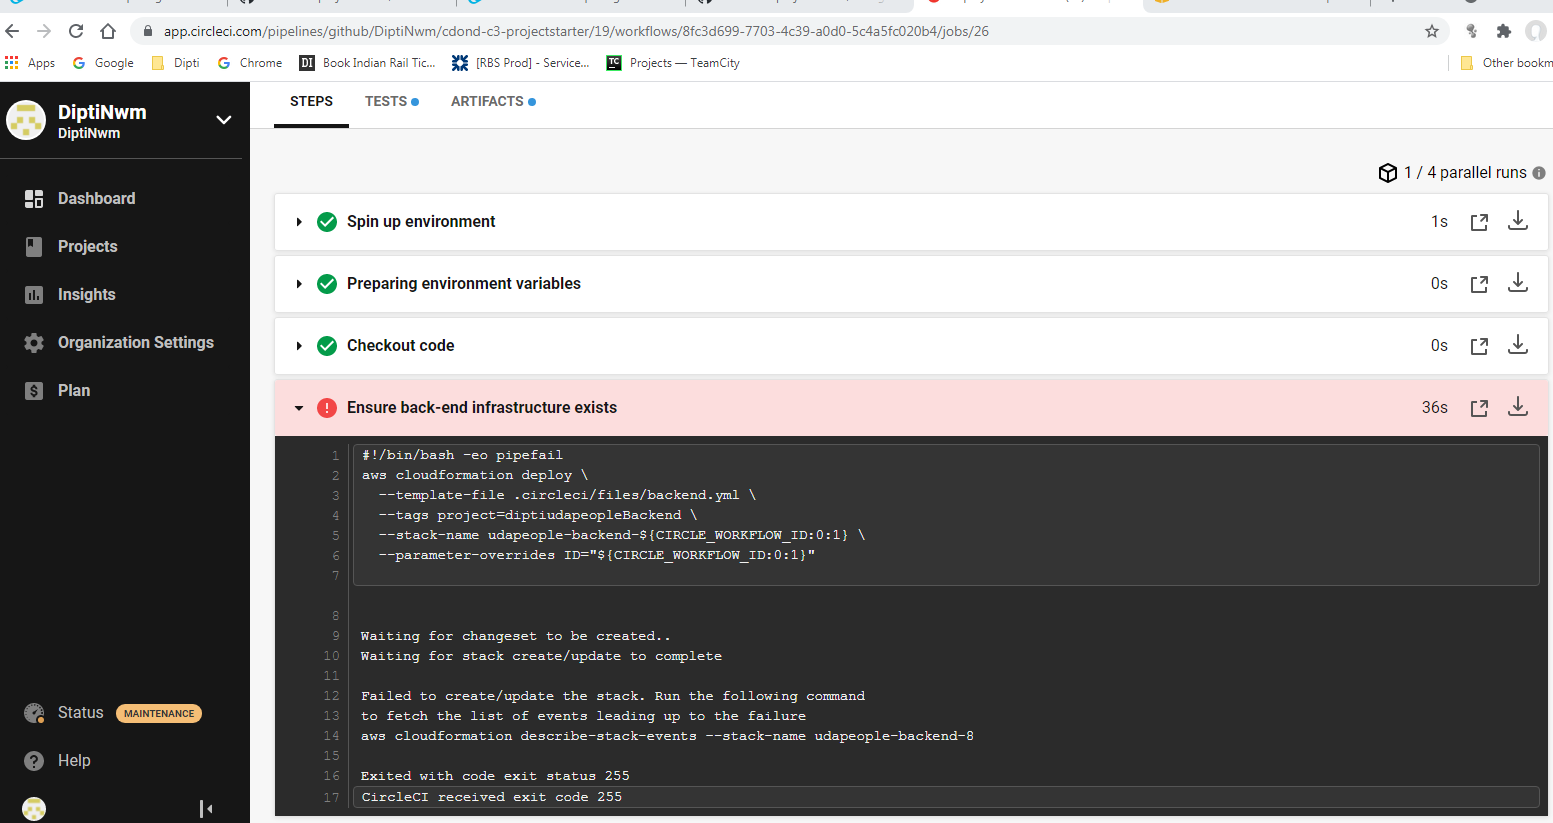 app.circleci.com/pipelines/github/DiptiNwm/cdond-c3-projectstarter/19/workflows/8fc3d699-7703-4c39-a0d0-5c4a5fc020b4/jobs/26
Apps Google Dipti Chrome Book Indian Rail Tic... [RBS Prod] - Service... Projects — TeamCity Other bookm
DiptiNwm
DiptiNwm
Dashboard
Projects
Insights
Organization Settings
Plan
Status MAINTENANCE
Help
STEPS TESTS ARTIFACTS
1 / 4 parallel runs
Spin up environment 1s
Preparing environment variables 0s
Checkout code 0s
Ensure back-end infrastructure exists 36s
1 #!/bin/bash -eo pipefail
2 aws cloudformation deploy \
3 --template-file .circleci/files/backend.yml \
4 --tags project=diptiudapeopleBackend \
5 --stack-name udapeople-backend-${CIRCLE_WORKFLOW_ID:0:1} \
6 --parameter-overrides ID="${CIRCLE_WORKFLOW_ID:0:1}"
7
8
9 Waiting for changeset to be created..
10 Waiting for stack create/update to complete
11
12 Failed to create/update the stack. Run the following command
13 to fetch the list of events leading up to the failure
14 aws cloudformation describe-stack-events --stack-name udapeople-backend-8
15
16 Exited with code exit status 255
17 CircleCI received exit code 255